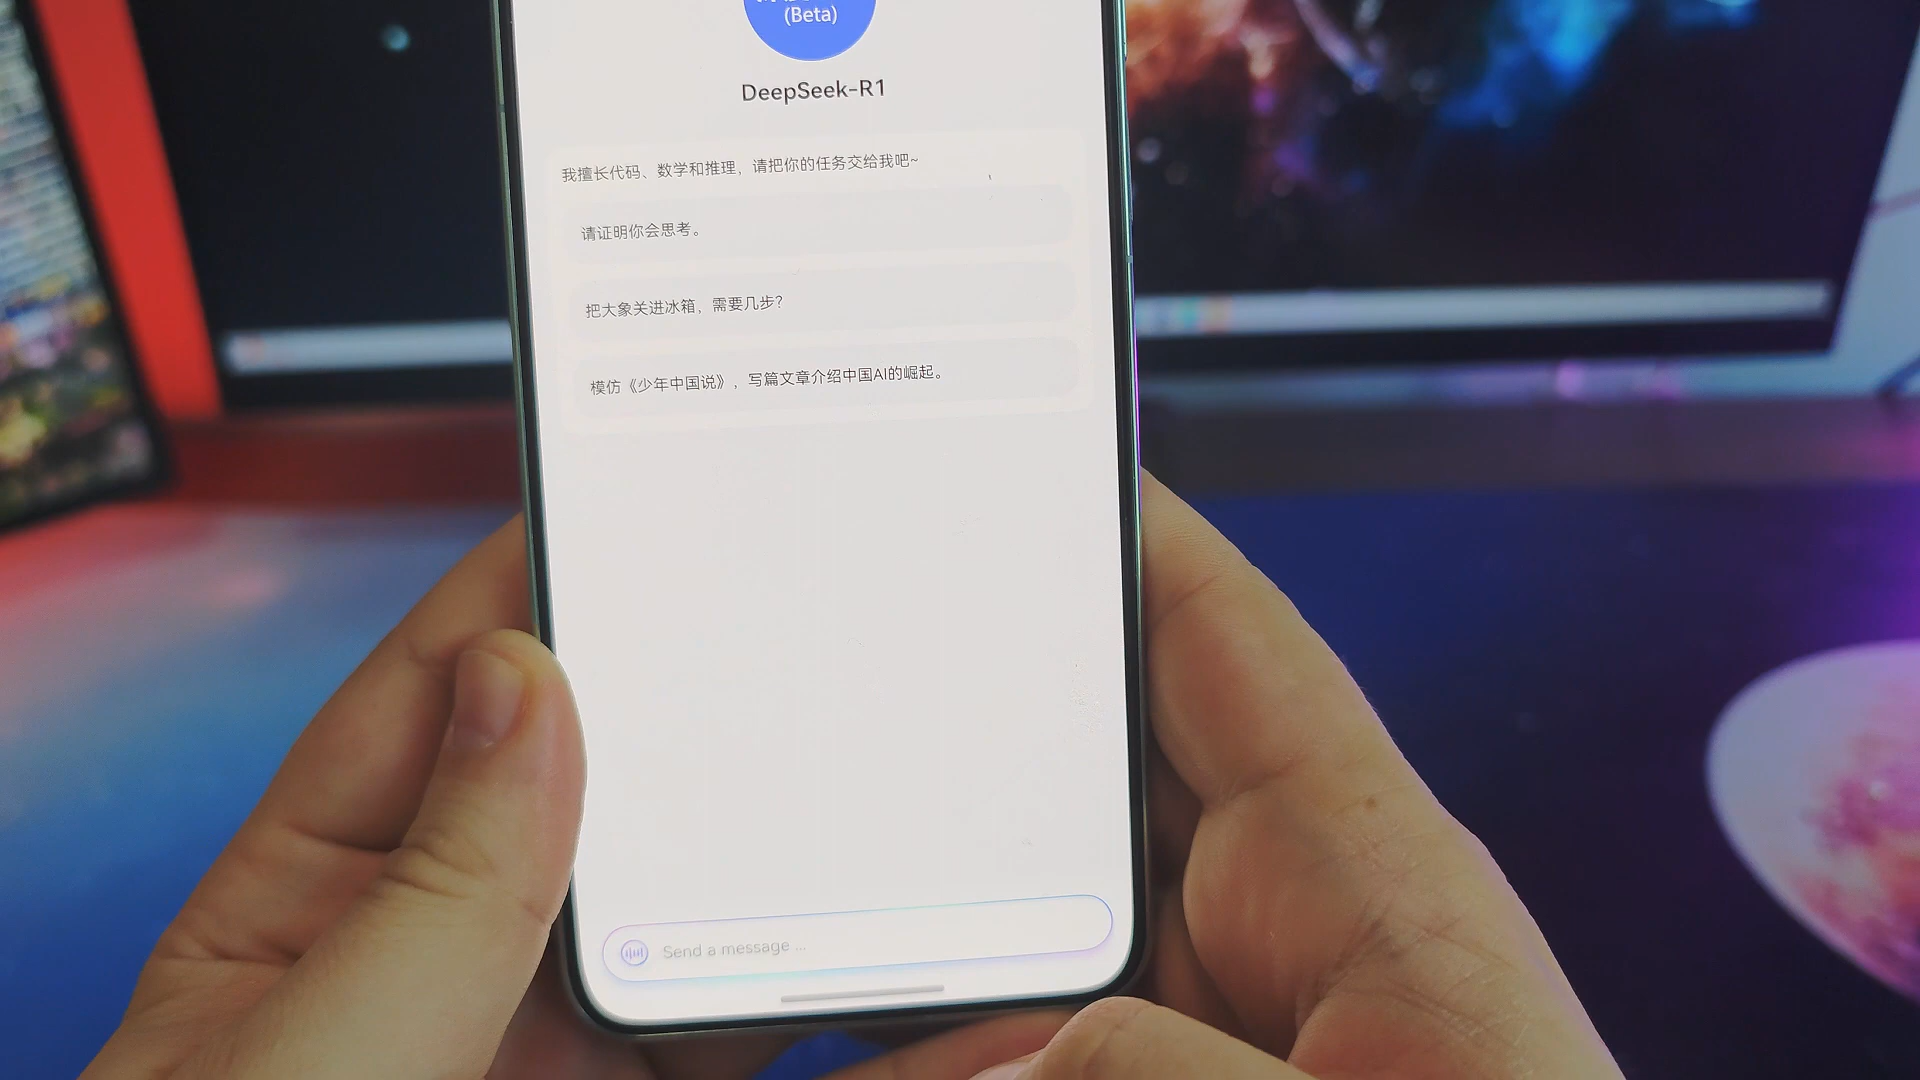 (Beta)
DeepSeek-R1
我擅长代码、数学和推理，请把你的任务交给我吧~
请证明你会思考。
把大象关进冰箱，需要几步?
模仿《少年中国说》，写篇文章介绍中国AI的崛起。
Send a message ...